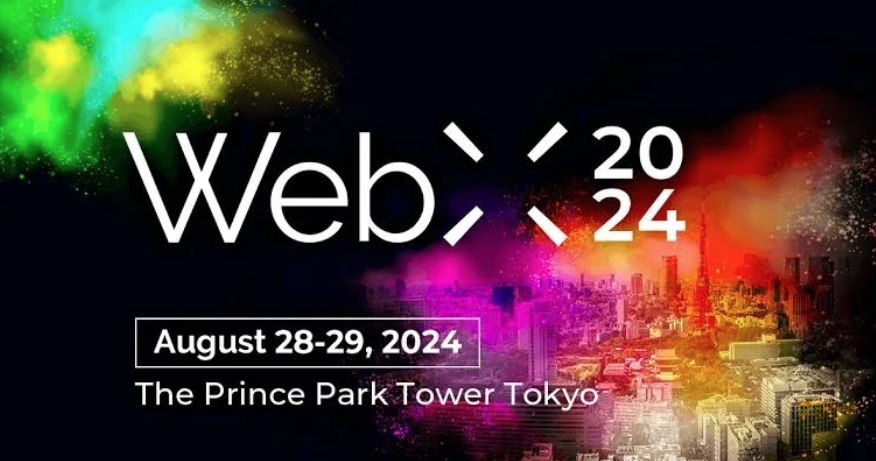 WebX 2024
August 28-29, 2024
The Prince Park Tower Tokyo